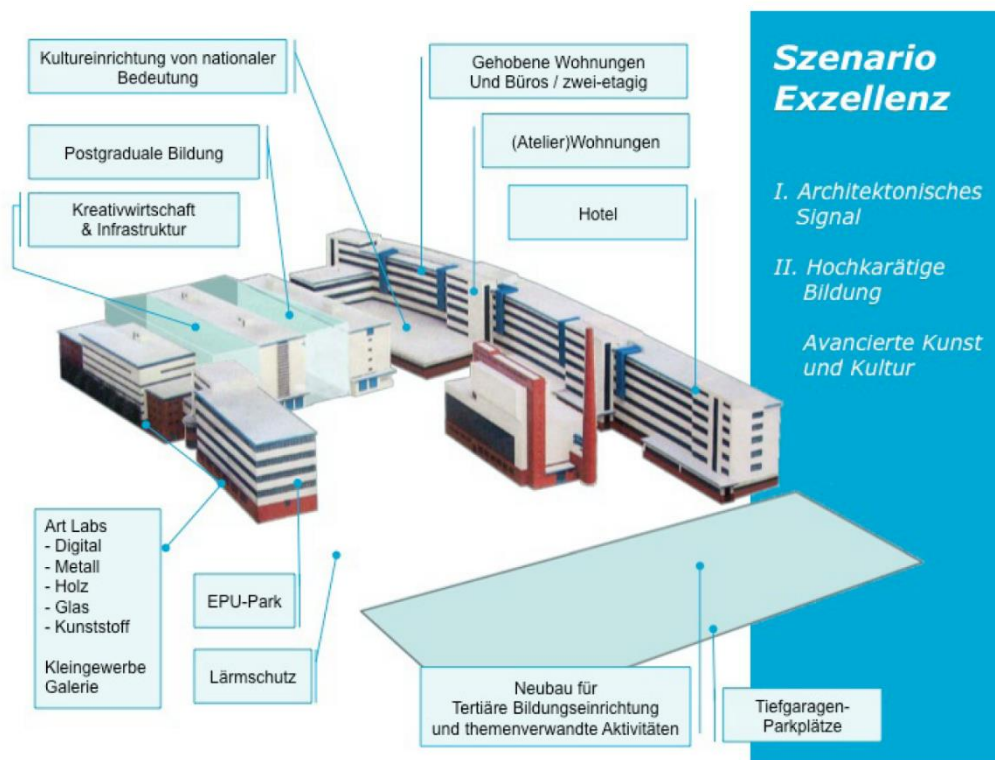 Kultureinrichtung von nationaler
Bedeutung
Gehobene Wohnungen
Und Büros / zwei-etagig
Postgraduale Bildung
(Atelier)Wohnungen
Kreativwirtschaft
& Infrastruktur
Hotel
Art Labs
- Digital
- Metall
- Holz
- Glas
- Kunststoff
Kleingewerbe
Galerie
EPU-Park
Lärmschutz
Neubau für
Tertiäre Bildungseinrichtung
und themenverwandte Aktivitäten
Tiefgaragen-
Parkplätze
Szenario
Exzellenz
I. Architektonisches
Signal
II. Hochkarätige
Bildung
Avancierte Kunst
und Kultur